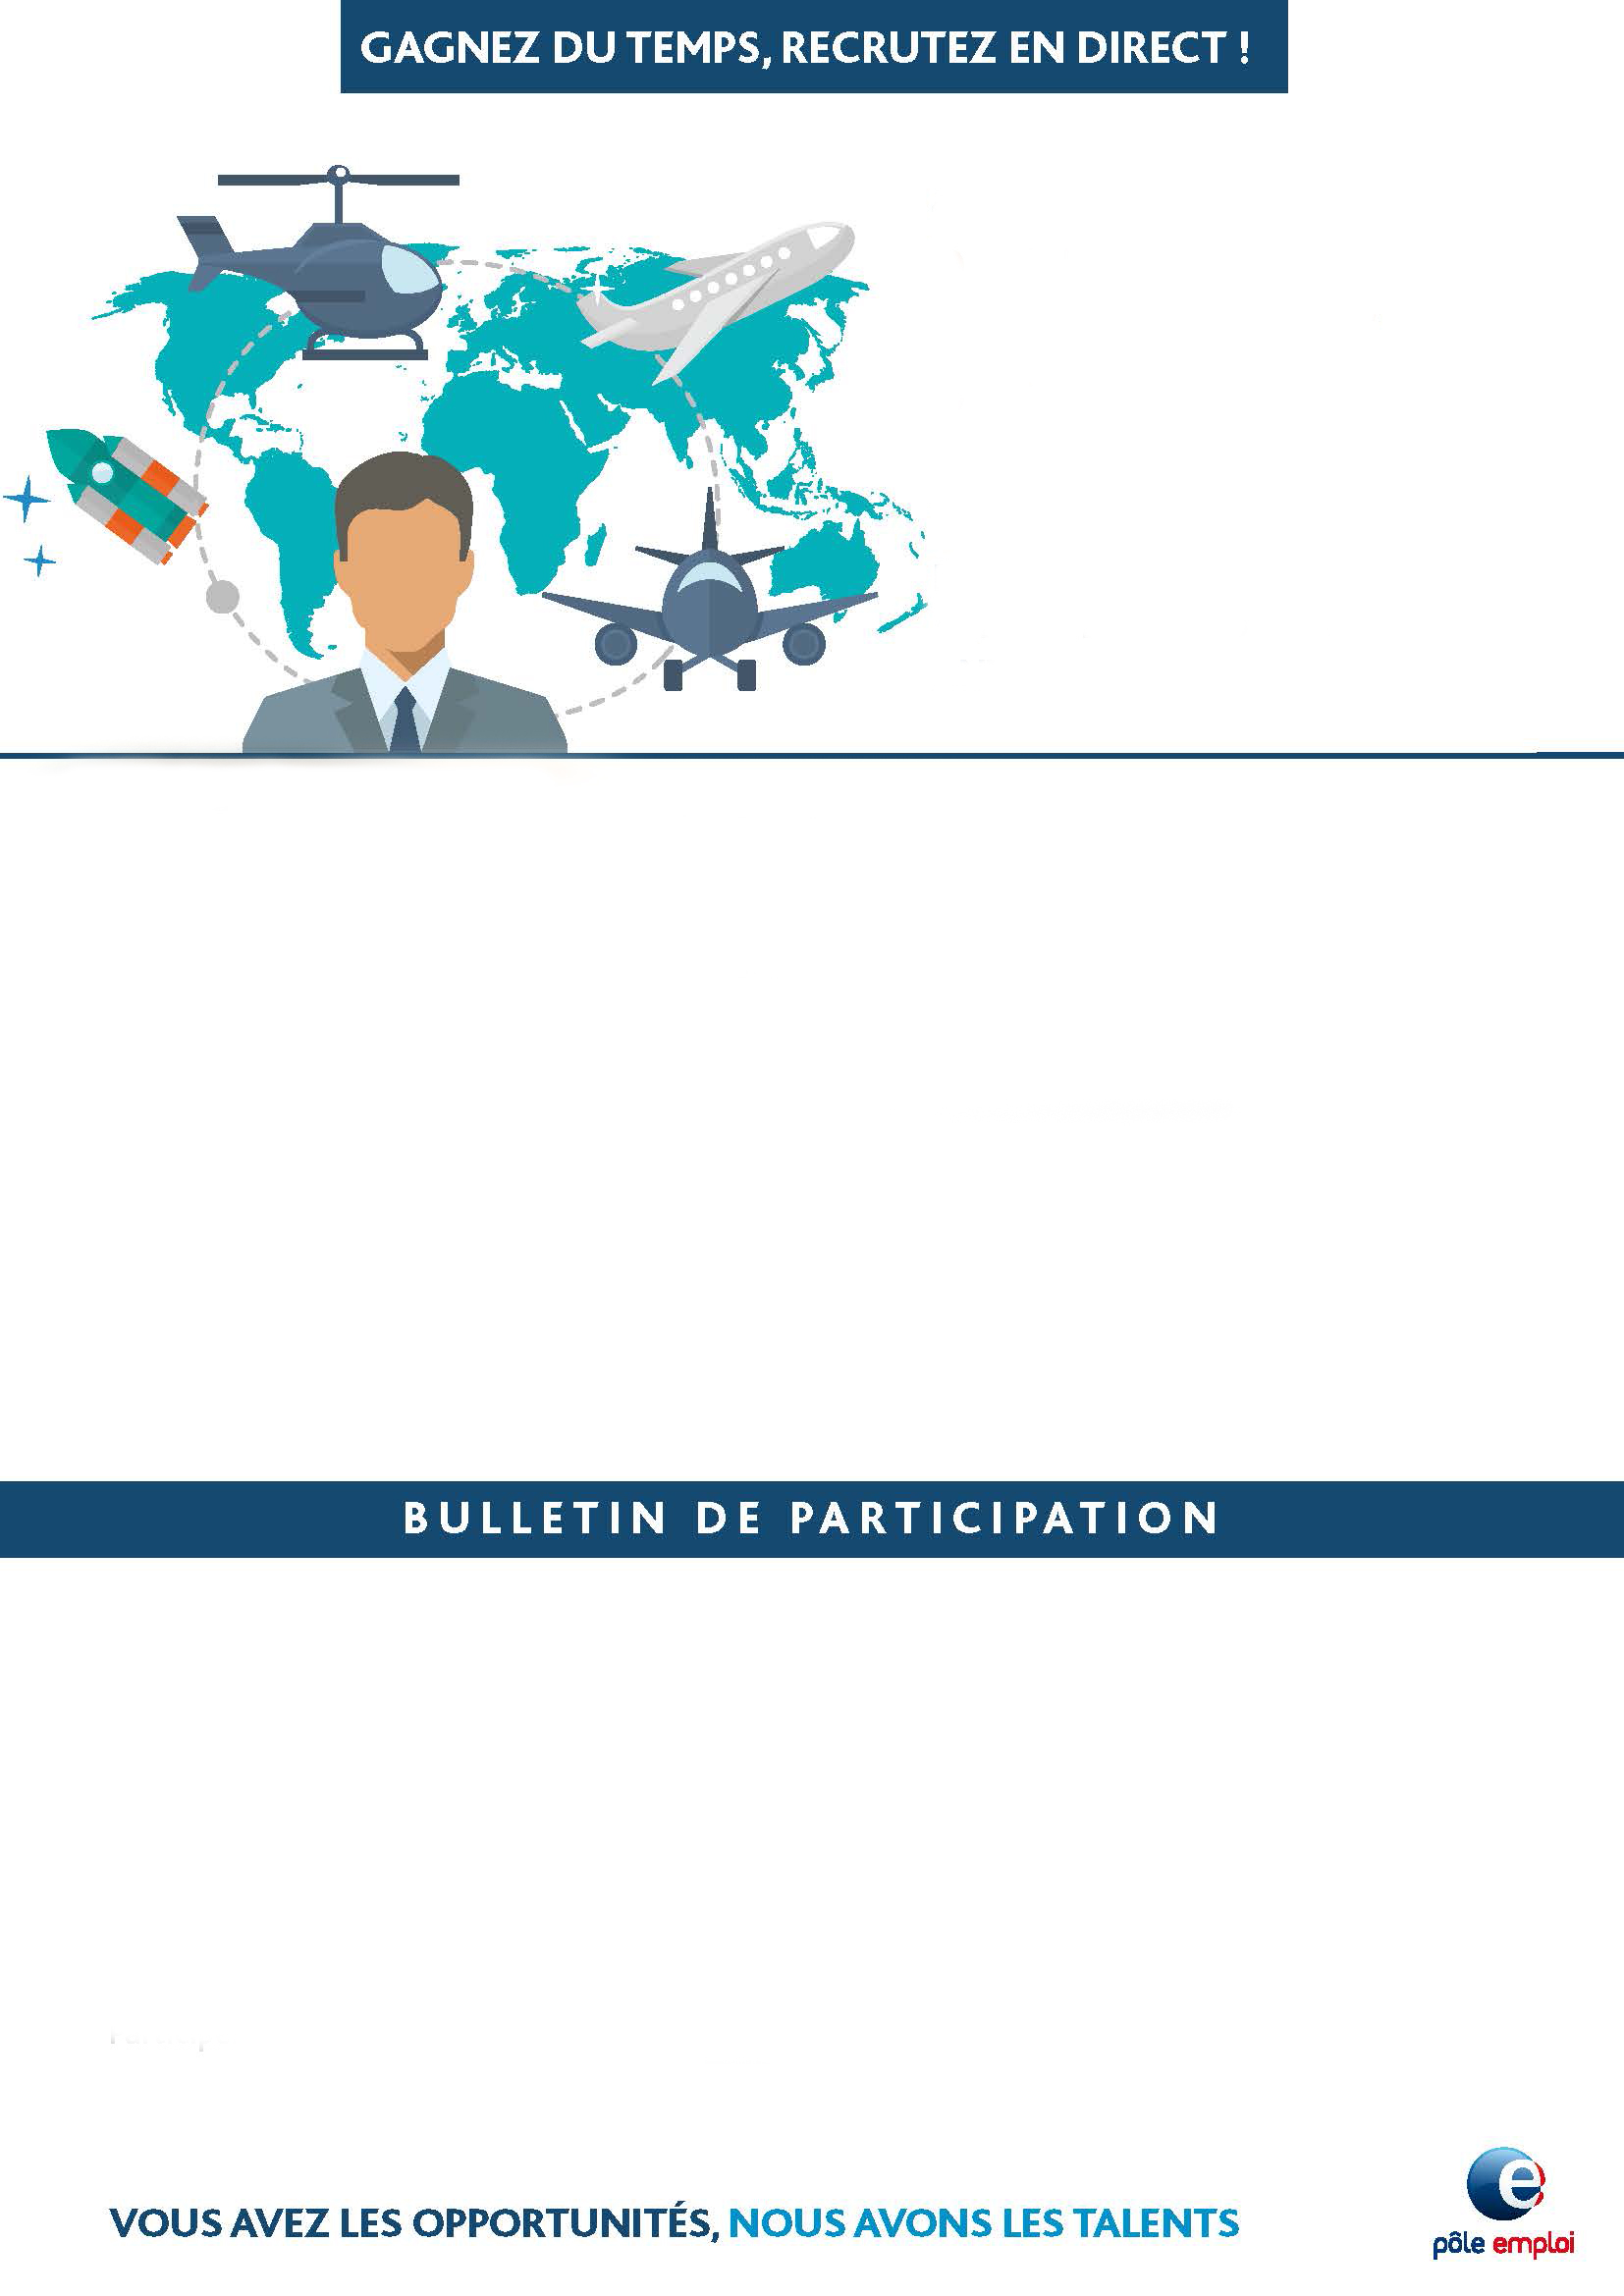 GAGNEZ DU TEMPS, RECRUTEZ EN DIRECT !
BULLETIN DE PARTICIPATION
VOUS AVEZ LES OPPORTUNITÉS, NOUS AVONS LES TALENTS
e
pôle emploi